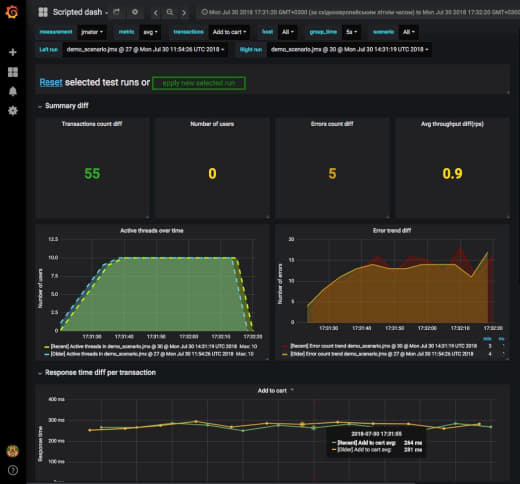 Scripted dash
Mon Jul 30 2018 17:31:20 GMT+0300 (за східноєвропейським літнім часом) to Mon Jul 30 2018 17:32:20 GMT+0300
measurement jmeter metric avg transactions Add to cart host All group_time 5s scenario All
Left run demo_scenario.jmx @ 27 @ Mon Jul 30 11:54:26 UTC 2018 Right run demo_scenario.jmx @ 30 @ Mon Jul 30 14:31:19 UTC 2018
Reset selected test runs or apply new selected run
Summary diff
Transactions count diff Number of users Errors count diff Avg throughput diff(rps)
55 0 5 0.9
Active threads over time
Number of users
12.5
10.0
7.5
5.0
2.5
0
17:31:30 17:31:40 17:31:50 17:32:00 17:32:10 17:32:20
[Recent] Active threads in demo_scenario.jmx @ 30 @ Mon Jul 30 14:31:19 UTC 2018 Max: 10
[Older] Active threads in demo_scenario.jmx @ 27 @ Mon Jul 30 11:54:26 UTC 2018 Max: 10
Error trend diff
Number of errors
20
15
10
5
0
17:31:30 17:31:40 17:31:50 17:32:00 17:32:10 17:32:20
[Recent] Error count trend demo_scenario.jmx @ 30 @ Mon Jul 30 14:31:19 UTC 2018 3
[Older] Error count trend demo_scenario.jmx @ 27 @ Mon Jul 30 11:54:26 UTC 2018 4
Response time diff per transaction
Add to cart
Response time
400 ms
300 ms
200 ms
100 ms
2018-07-30 17:31:55
[Recent] Add to cart avg: 264 ms
[Older] Add to cart avg: 281 ms